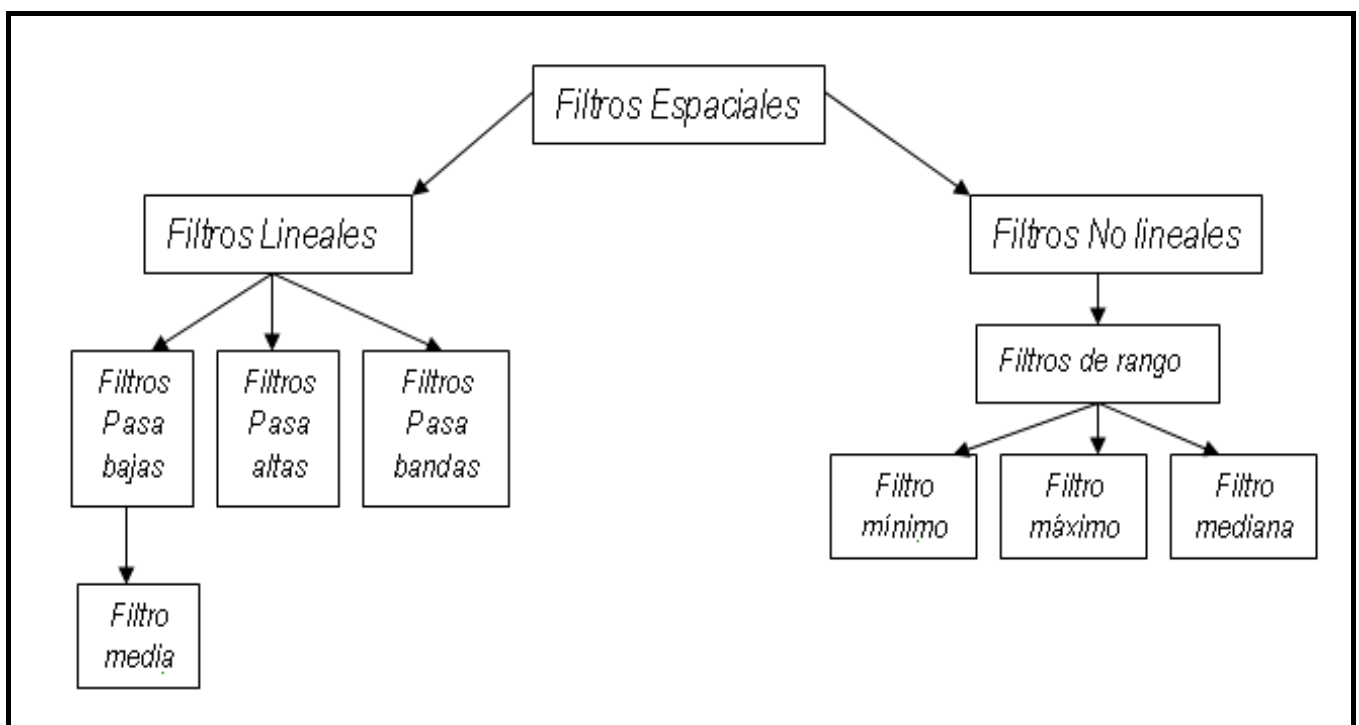 Filtros Espaciales
Filtros Lineales
Filtros No lineales
Filtros
Pasa
bajas
Filtros
Pasa
altas
Filtros
Pasa
bandas
Filtros de rango
Filtro
mínimo
Filtro
máximo
Filtro
mediana
Filtro
media